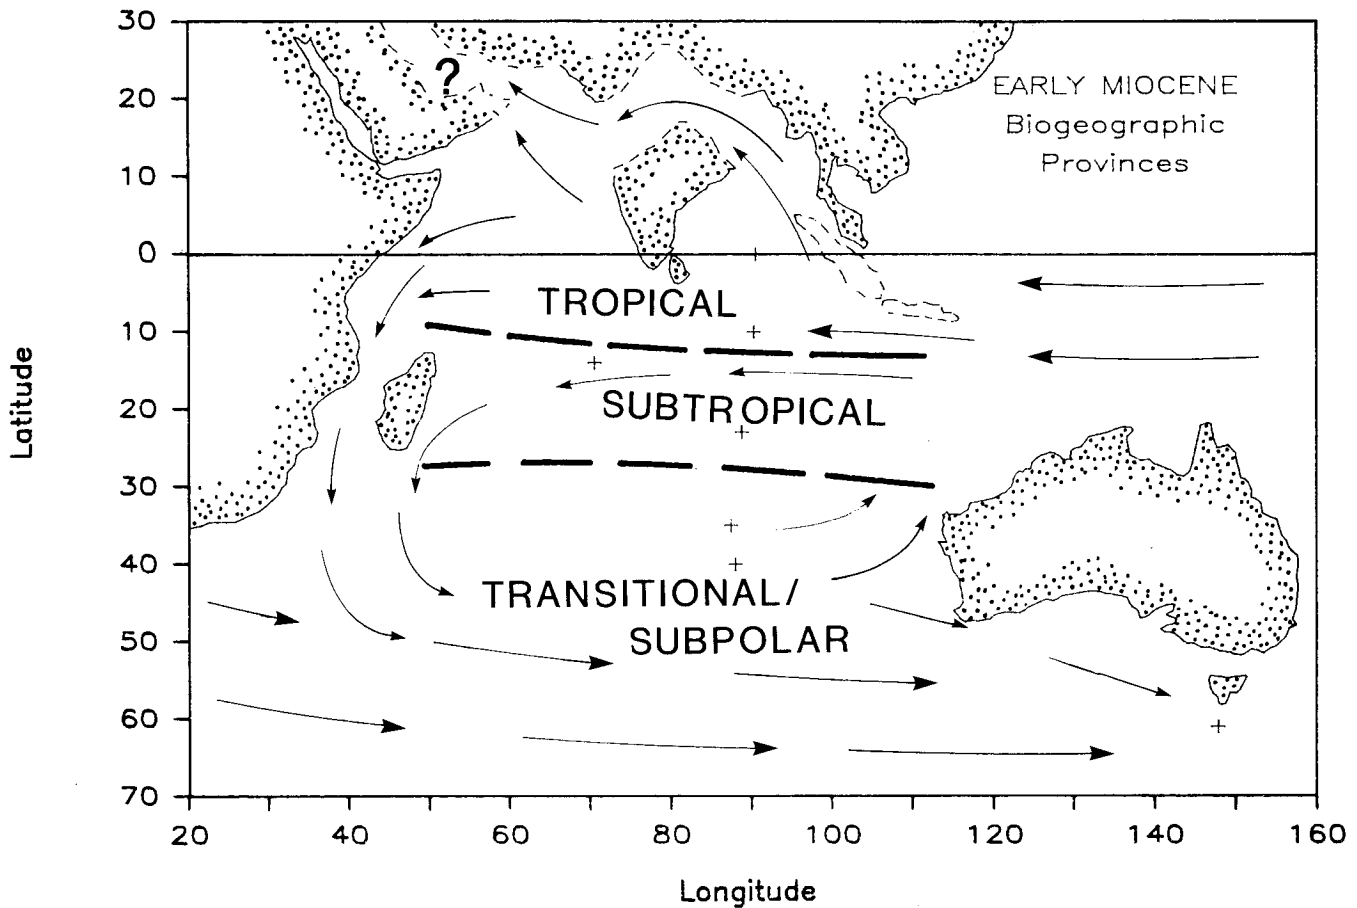 30
20
10
0
10
20
30
40
50
60
70
Latitude
?
EARLY MIOCENE
Biogeographic
Provinces
TROPICAL
SUBTROPICAL
TRANSITIONAL/
SUBPOLAR
20 40 60 80 100 120 140 160
Longitude